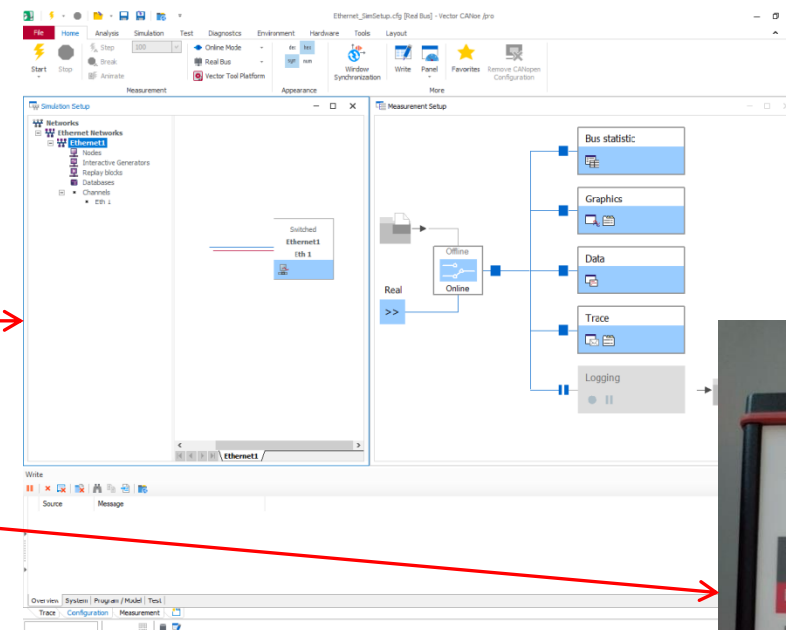 Ethernet_SimSetup.cfg [Real Bus] - Vector CANoe /pro
File Home Analysis Simulation Test Diagnostics Environment Hardware Tools Layout
Start Stop Step 100 Break Animate
Online Mode
Real Bus
Vector Tool Platform
hex sym num
Window Synchronization
Write Panel Favorites Remove CANopen Configuration
Measurement Appearance More
Simulation Setup
Networks
Ethernet Networks
Ethernet1
Nodes
Interactive Generators
Replay blocks
Databases
Channels
Eth 1
Switched
Ethernet1
Eth 1
Ethernet1
Measurement Setup
Offline
Online
Real
>>
Bus statistic
Graphics
Data
Trace
Logging
Write
Source Message
Overview System Program / Model Test
Trace Configuration Measurement